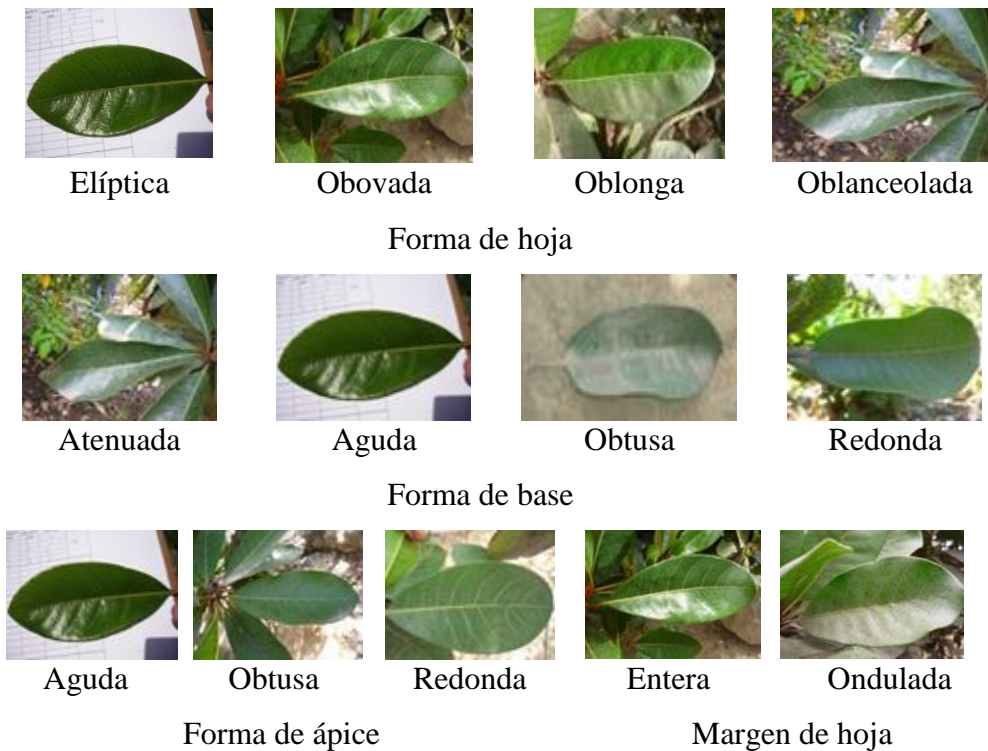 Elíptica Obovada Oblonga Oblanceolada
Forma de hoja
Atenuada Aguda Obtusa Redonda
Forma de base
Aguda Obtusa Redonda Entera Ondulada
Forma de ápice Margen de hoja